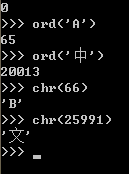 0
>>> ord('A')
65
>>> ord('中')
20013
>>> chr(66)
'B'
>>> chr(25991)
'文'
>>> _